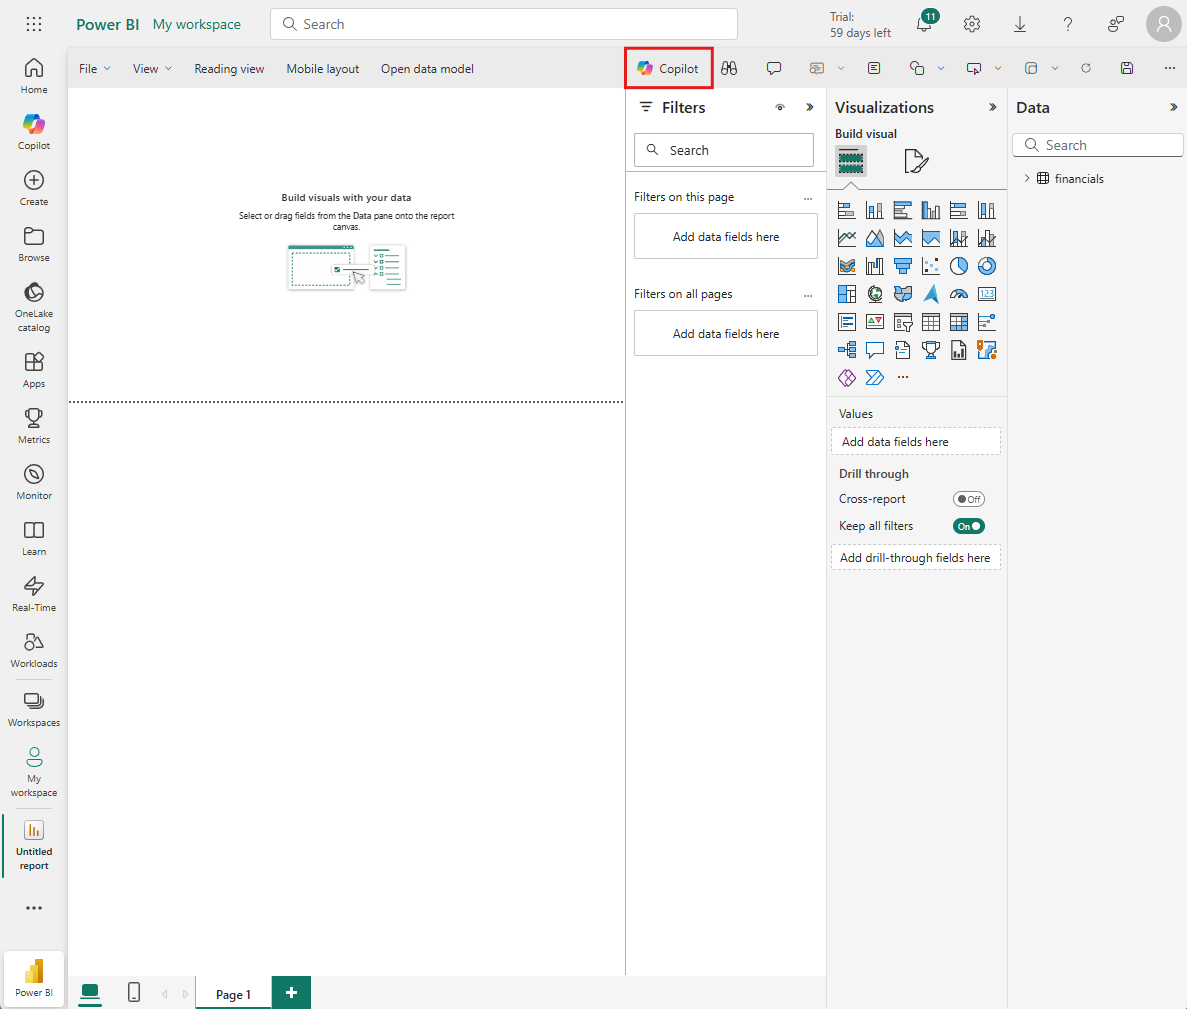 Power BI My workspace
Search
Trial:
59 days left
11
File View Reading view Mobile layout Open data model
Copilot
Home
Copilot
Create
Browse
OneLake
catalog
Apps
Metrics
Monitor
Learn
Real-Time
Workloads
Workspaces
My
workspace
Untitled
report
Power BI
Build visuals with your data
Select or drag fields from the Data pane onto the report
canvas.
Page 1
Filters
Search
Filters on this page
Add data fields here
Filters on all pages
Add data fields here
Visualizations
Build visual
123
Values
Add data fields here
Drill through
Cross-report Off
Keep all filters On
Add drill-through fields here
Data
Search
financials